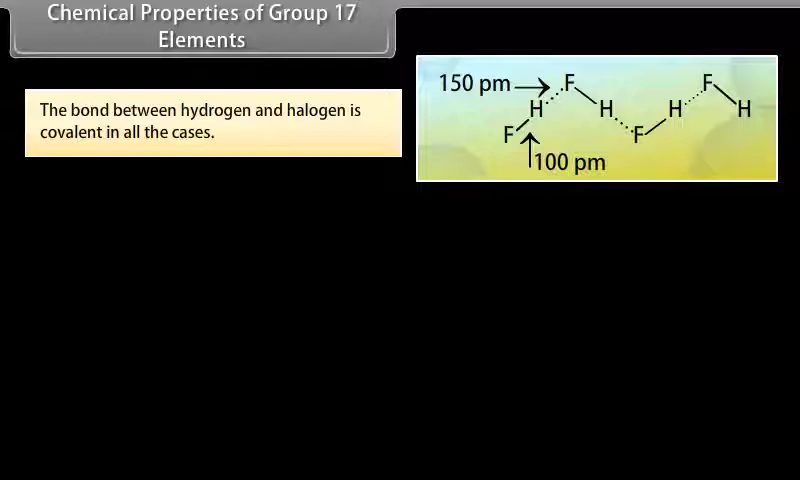 Chemical Properties of Group 17
Elements
The bond between hydrogen and halogen is
covalent in all the cases.
150 pm F F
H H H H
F F
100 pm